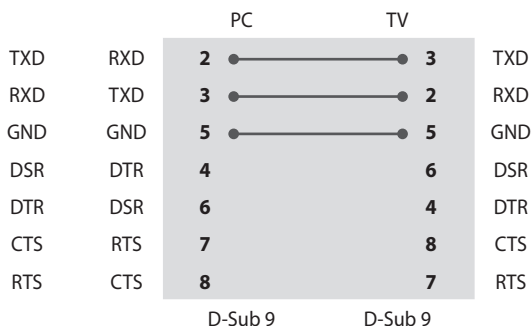 PC TV
TXD RXD 2 3 TXD
RXD TXD 3 2 RXD
GND GND 5 5 GND
DSR DTR 4 6 DSR
DTR DSR 6 4 DTR
CTS RTS 7 8 CTS
RTS CTS 8 7 RTS
D-Sub 9 D-Sub 9